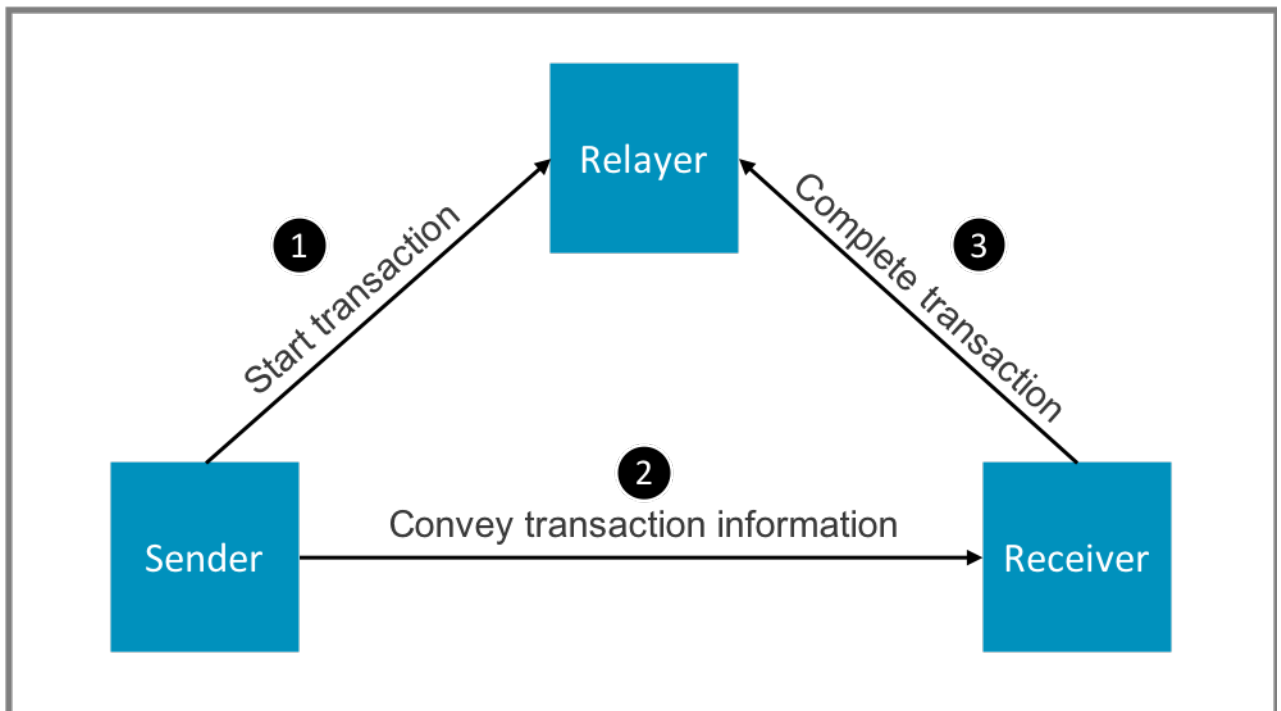 Relayer
1
Start transaction
3
Complete transaction
2
Convey transaction information
Sender
Receiver